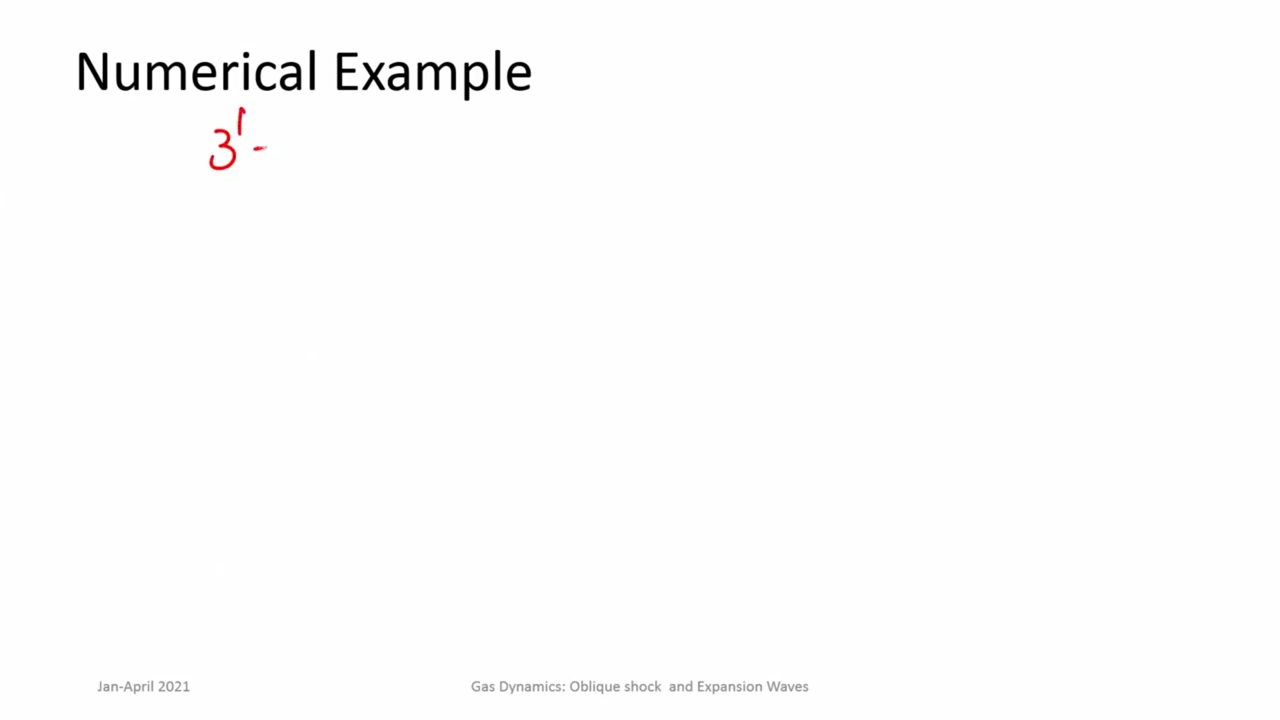 Numerical Example
3' -
Jan-April 2021
Gas Dynamics: Oblique shock and Expansion Waves